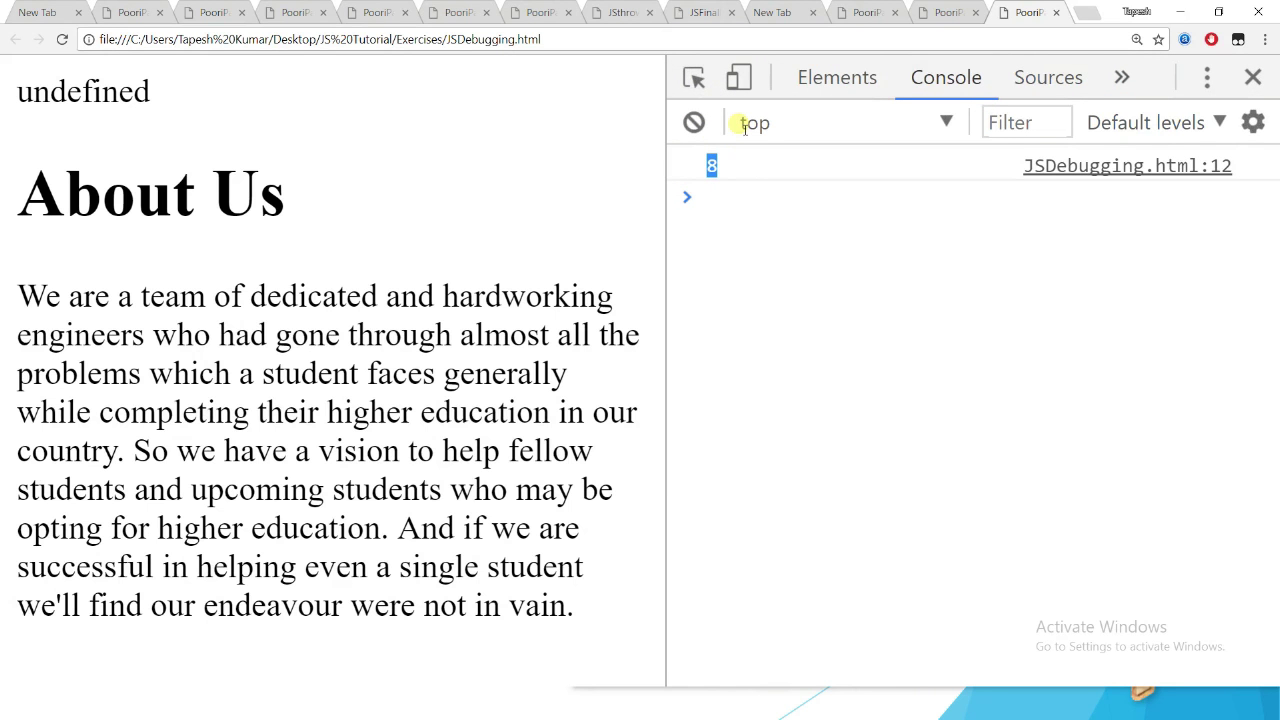 New Tab PooriP PooriP PooriP PooriP PooriP PooriP JSthrow JSFinal New Tab PooriP PooriP PooriP Tapesh
file:///C:/Users/Tapesh%20Kumar/Desktop/JS%20Tutorial/Exercises/JSDebugging.html
undefined
About Us
We are a team of dedicated and hardworking
engineers who had gone through almost all the
problems which a student faces generally
while completing their higher education in our
country. So we have a vision to help fellow
students and upcoming students who may be
opting for higher education. And if we are
successful in helping even a single student
we'll find our endeavour were not in vain.
Elements Console Sources
top Filter Default levels
8 JSDebugging.html:12
Activate Windows
Go to Settings to activate Windows.